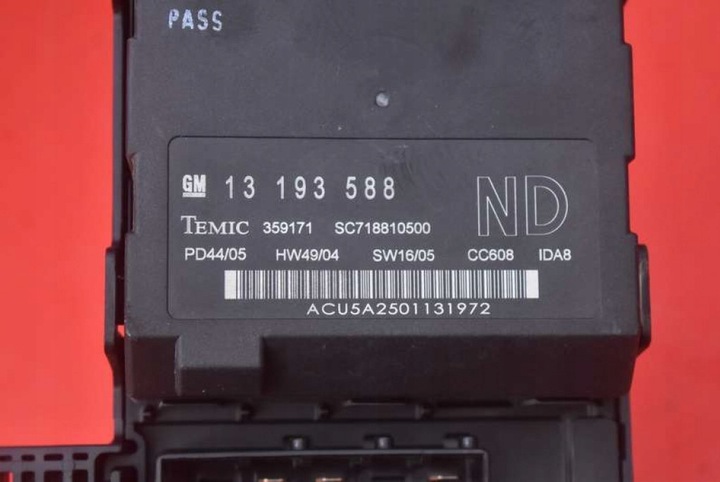 PASS
GM 13 193 588 ND
TEMIC 359171 SC718810500
PD44/05 HW49/04 SW16/05 CC608 IDA8
ACU5A2501131972